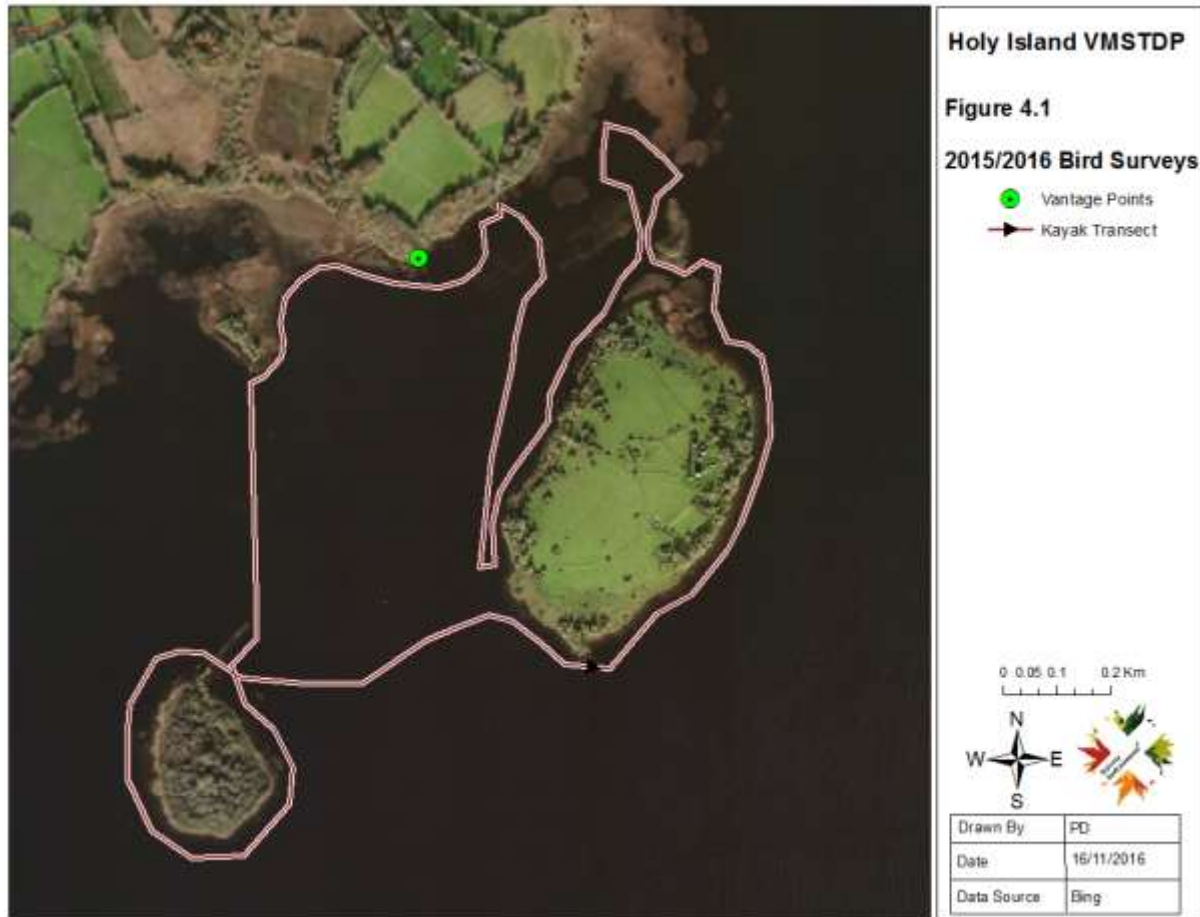 Holy Island VMSTDP
Figure 4.1
2015/2016 Bird Surveys
Vantage Points
Kayak Transect
0 0.05 0.1 0.2 Km
N
W E
S
Drawn By PD
Date 16/11/2016
Data Source Bing